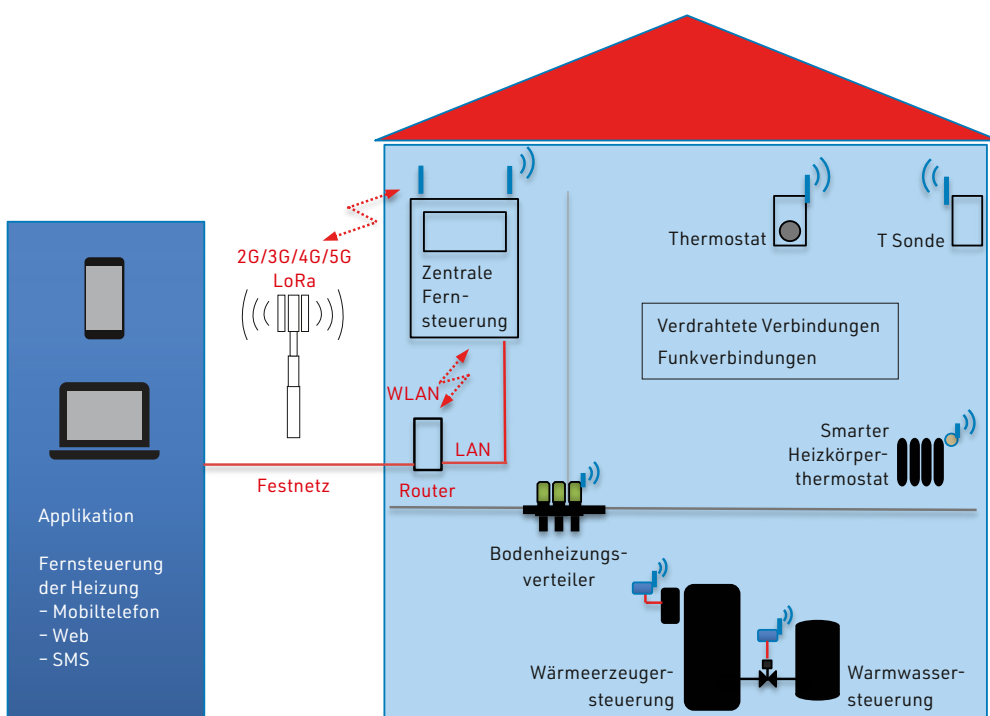 2G/3G/4G/5G
LoRa
Zentrale
Fern-
steuerung
Thermostat
T Sonde
Verdrahtete Verbindungen
Funkverbindungen
WLAN
LAN
Festnetz
Router
Smarter
Heizkörper-
thermostat
Applikation
Fernsteuerung
der Heizung
– Mobiltelefon
– Web
– SMS
Bodenheizungs-
verteiler
Wärmeerzeuger-
steuerung
Warmwasser-
steuerung